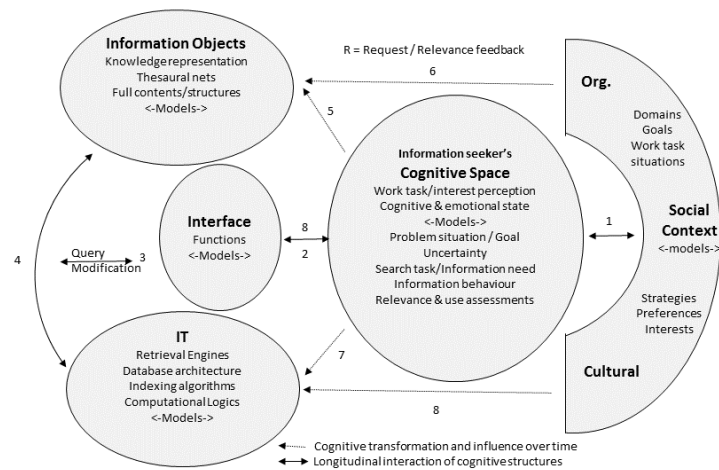 Information Objects
Knowledge representation
Thesaural nets
Full contents/structures
<-Models->
R = Request / Relevance feedback
6
5
Org.
Domains
Goals
Work task
situations
Social
Context
<-models->
Strategies
Preferences
Interests
Cultural
1
Information seeker's
Cognitive Space
Work task/interest perception
Cognitive & emotional state
<-Models->
Problem situation / Goal
Uncertainty
Search task/Information need
Information behaviour
Relevance & use assessments
Interface
Functions
<-Models->
8
2
4
Query
Modification
3
IT
Retrieval Engines
Database architecture
Indexing algorithms
Computational Logics
<-Models->
7
8
Cognitive transformation and influence over time
Longitudinal interaction of cognitive structures